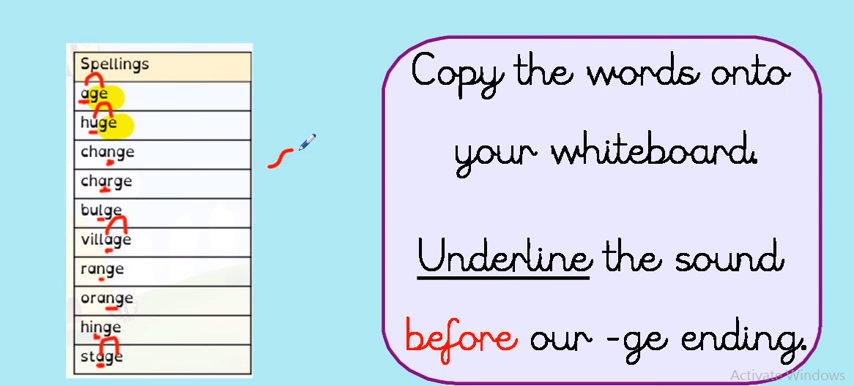 Spellings
age
huge
change
charge
bulge
village
range
orange
hinge
stage
Copy the words onto
your whiteboard.
Underline the sound
before our -ge ending.
Activate Windows